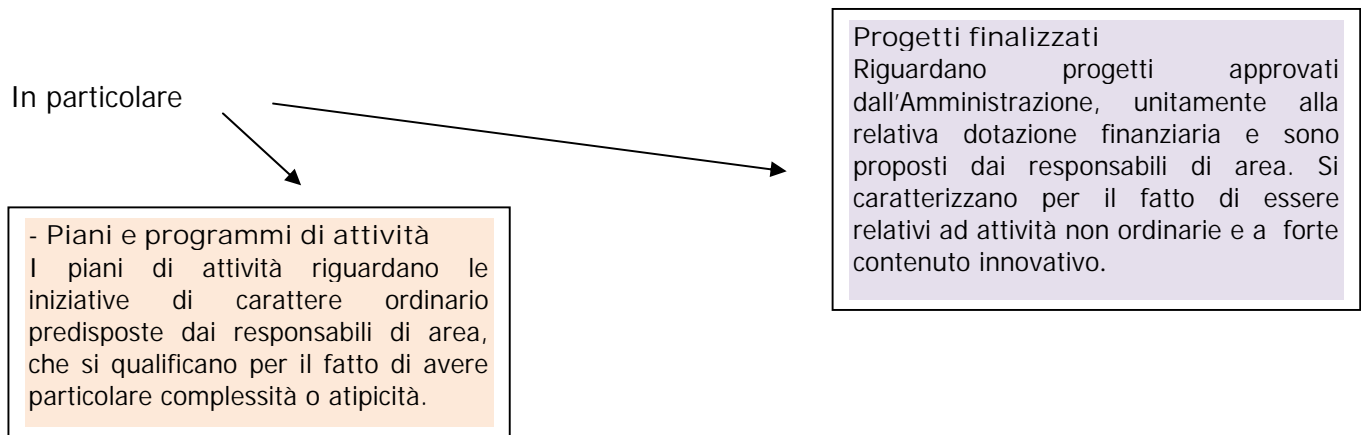 In particolare
- Piani e programmi di attività
I piani di attività riguardano le
iniziative di carattere ordinario
predisposte dai responsabili di area,
che si qualificano per il fatto di avere
particolare complessità o atipicità.
Progetti finalizzati
Riguardano progetti approvati
dall'Amministrazione, unitamente alla
relativa dotazione finanziaria e sono
proposti dai responsabili di area. Si
caratterizzano per il fatto di essere
relativi ad attività non ordinarie e a forte
contenuto innovativo.